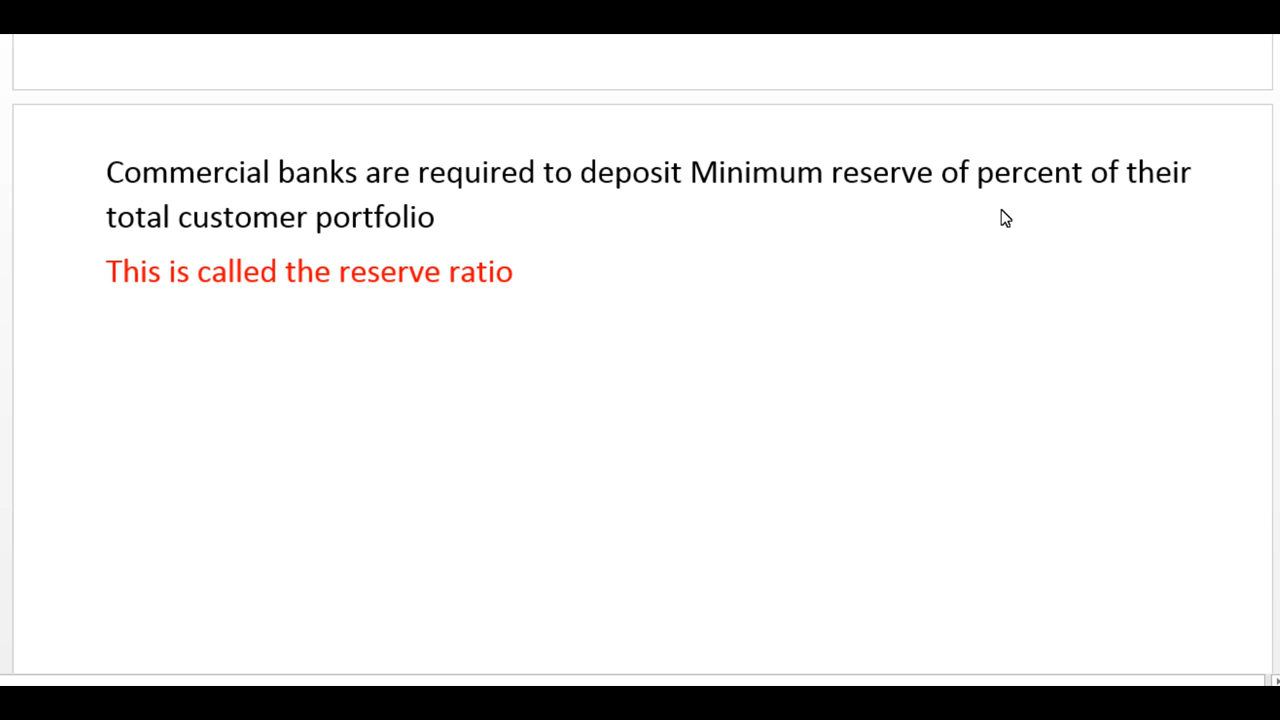 Commercial banks are required to deposit Minimum reserve of percent of their
total customer portfolio
This is called the reserve ratio